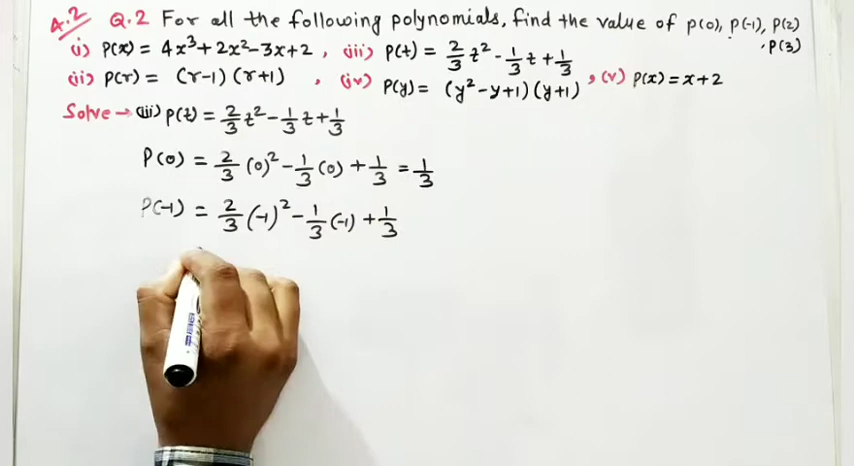 4.2 Q.2 For all the following polynomials, find the value of p(0), p(-1), p(2), p(3)
(i) P(x) = 4x³ + 2x² - 3x + 2 , (iii) P(t) = 2/3 t² - 1/3 t + 1/3
(ii) P(r) = (r-1) (r+1) , (iv) P(y) = (y² - y + 1) (y+1) , (v) P(x) = x + 2
Solve → (iii) P(t) = 2/3 t² - 1/3 t + 1/3
P(0) = 2/3 (0)² - 1/3 (0) + 1/3 = 1/3
P(-1) = 2/3 (-1)² - 1/3 (-1) + 1/3